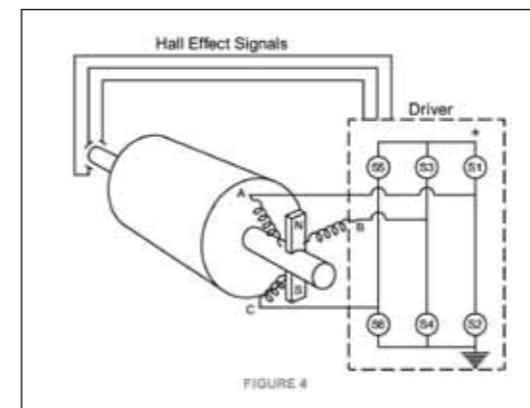 Hall Effect Signals
Driver
+
S5 S3 S1
A
N
B
S
C
S6 S4 S2
FIGURE 4